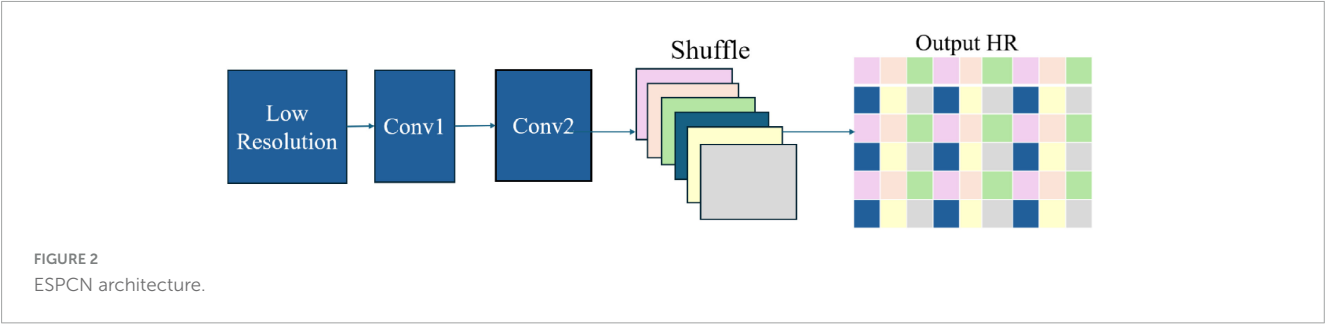 Shuffle
Output HR
Low
Resolution
Conv1
Conv2
FIGURE 2
ESPCN architecture.